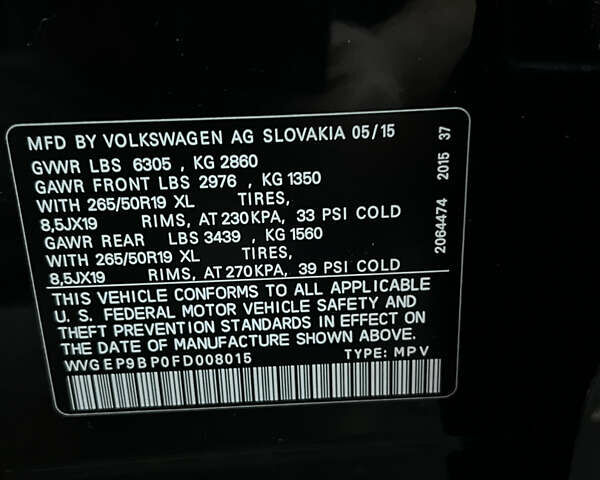 MFD BY VOLKSWAGEN AG SLOVAKIA 05/15
GVWR LBS 6305 , KG 2860
GAWR FRONT LBS 2976 , KG 1350
WITH 265/50R19 XL TIRES,
8,5JX19 RIMS, AT 230 KPA, 33 PSI COLD
GAWR REAR LBS 3439 , KG 1560
WITH 265/50R19 XL TIRES,
8,5JX19 RIMS, AT 270 KPA, 39 PSI COLD
THIS VEHICLE CONFORMS TO ALL APPLICABLE
U. S. FEDERAL MOTOR VEHICLE SAFETY AND
THEFT PREVENTION STANDARDS IN EFFECT ON
THE DATE OF MANUFACTURE SHOWN ABOVE.
WVGEP9BP0FD008015 TYPE: MPV
2064474 2015 37